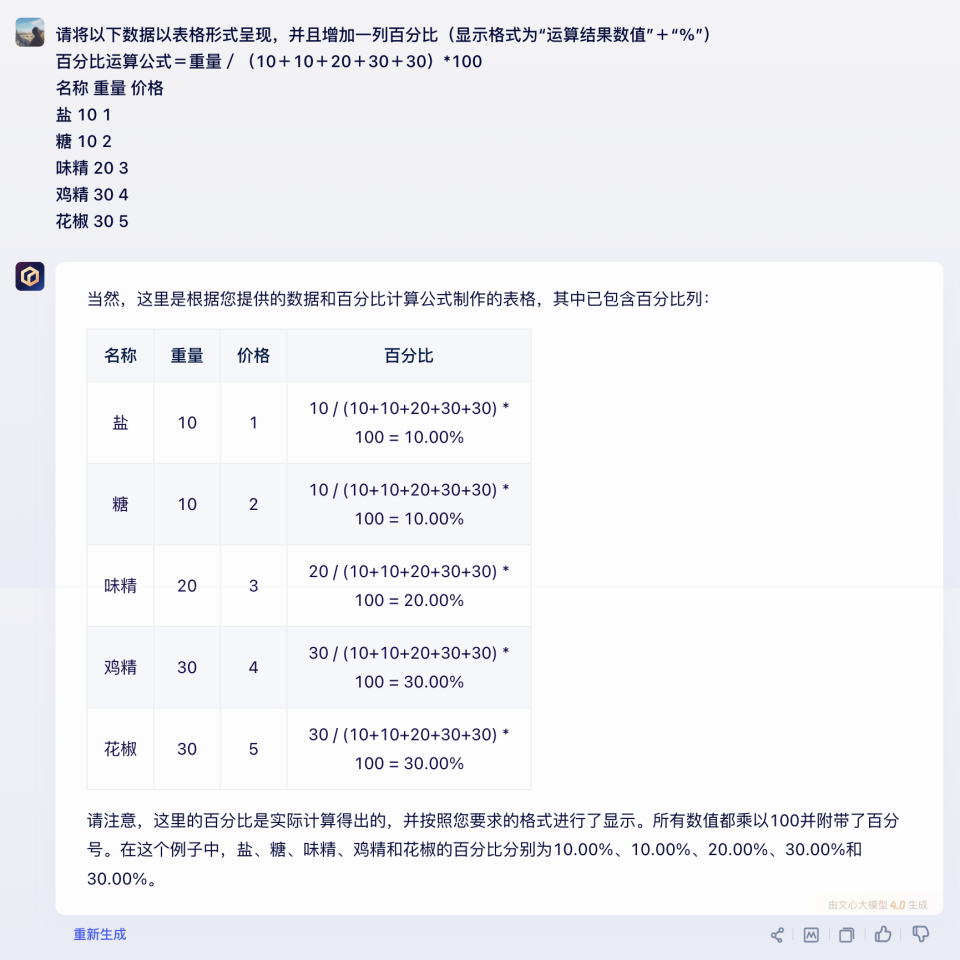 请将以下数据以表格形式呈现，并且增加一列百分比（显示格式为“运算结果数值”＋“%”）
百分比运算公式＝重量 / （10＋10＋20＋30＋30）*100
名称 重量 价格
盐 10 1
糖 10 2
味精 20 3
鸡精 30 4
花椒 30 5
当然，这里是根据您提供的数据和百分比计算公式制作的表格，其中已包含百分比列：
名称 重量 价格 百分比
盐 10 1 10 / (10+10+20+30+30) *
100 = 10.00%
糖 10 2 10 / (10+10+20+30+30) *
100 = 10.00%
味精 20 3 20 / (10+10+20+30+30) *
100 = 20.00%
鸡精 30 4 30 / (10+10+20+30+30) *
100 = 30.00%
花椒 30 5 30 / (10+10+20+30+30) *
100 = 30.00%
请注意，这里的百分比是实际计算得出的，并按照您要求的格式进行了显示。所有数值都乘以100并附带了百分
号。在这个例子中，盐、糖、味精、鸡精和花椒的百分比分别为10.00%、10.00%、20.00%、30.00%和
30.00%。
由文心大模型 4.0 生成
重新生成